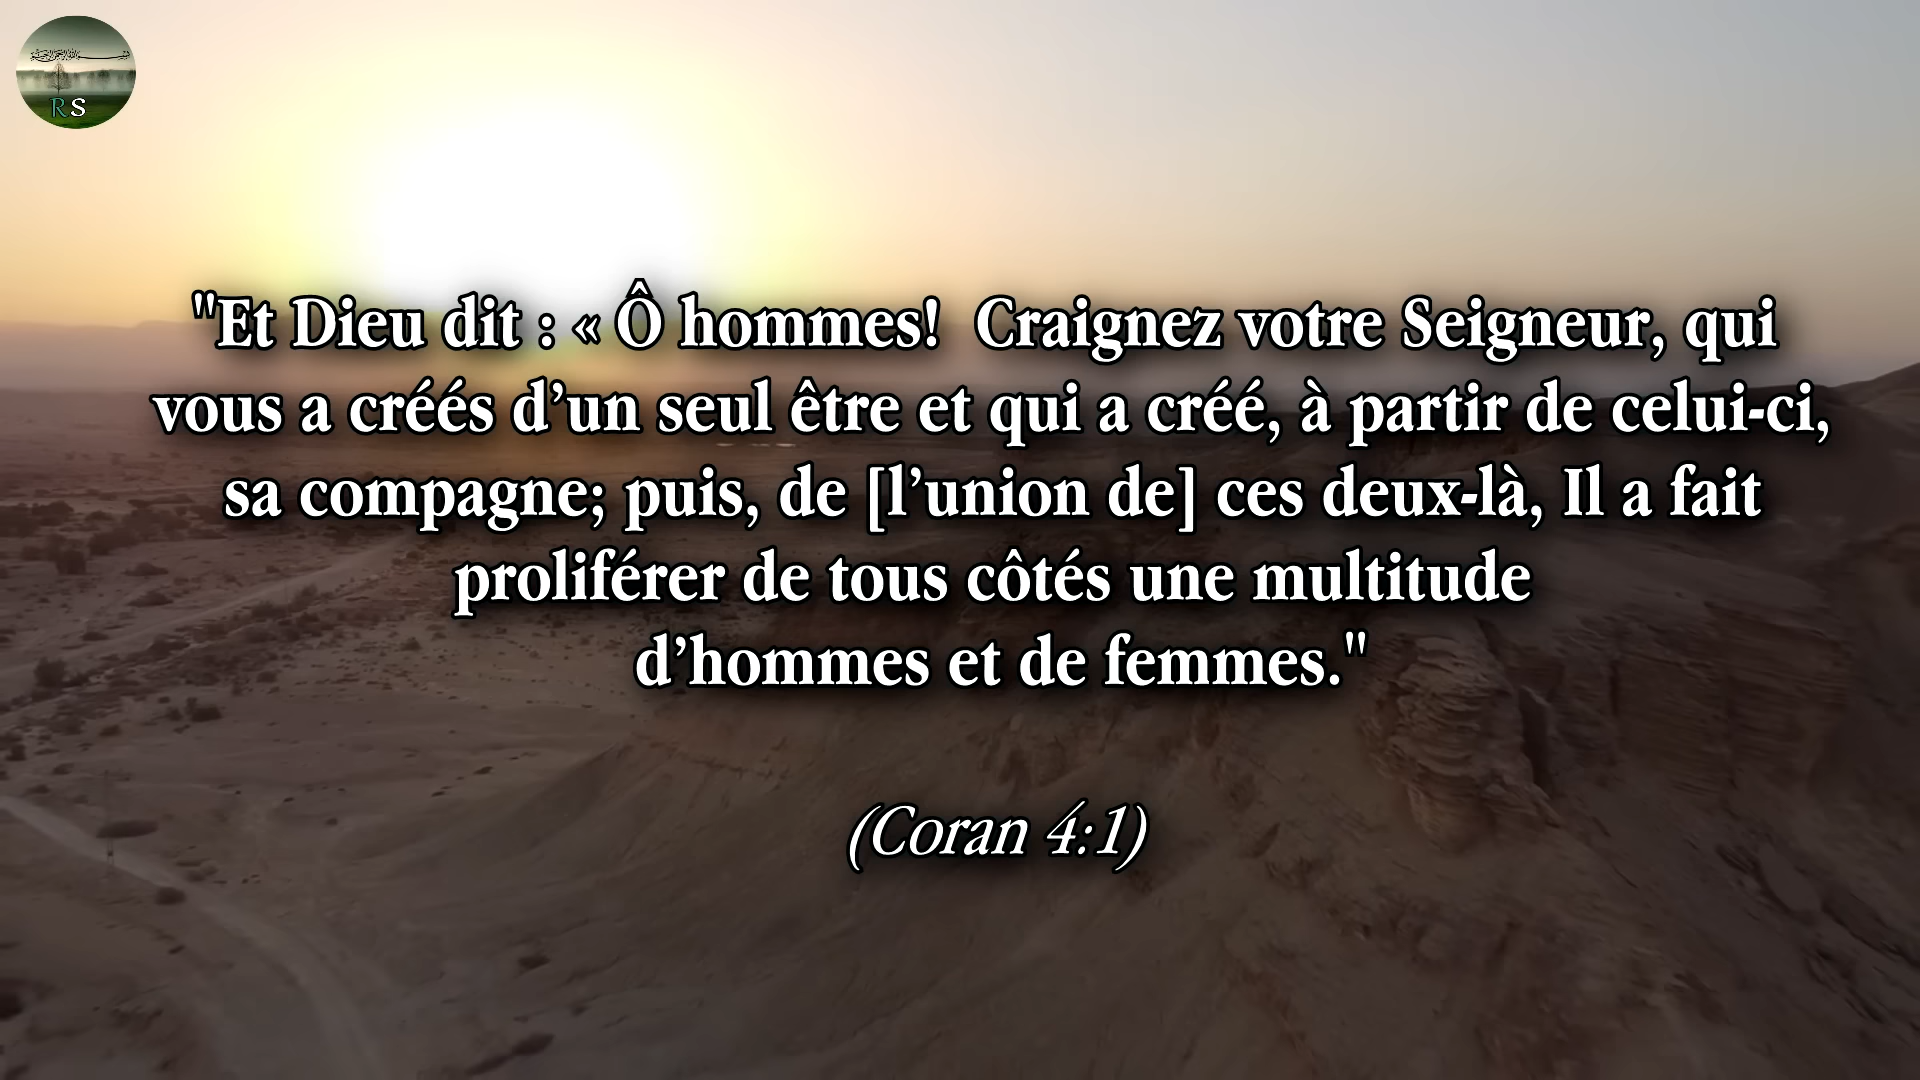 RS
"Et Dieu dit : « Ô hommes!  Craignez votre Seigneur, qui
vous a créés d’un seul être et qui a créé, à partir de celui-ci,
sa compagne; puis, de [l’union de] ces deux-là, Il a fait
proliférer de tous côtés une multitude
d’hommes et de femmes."
(Coran 4:1)